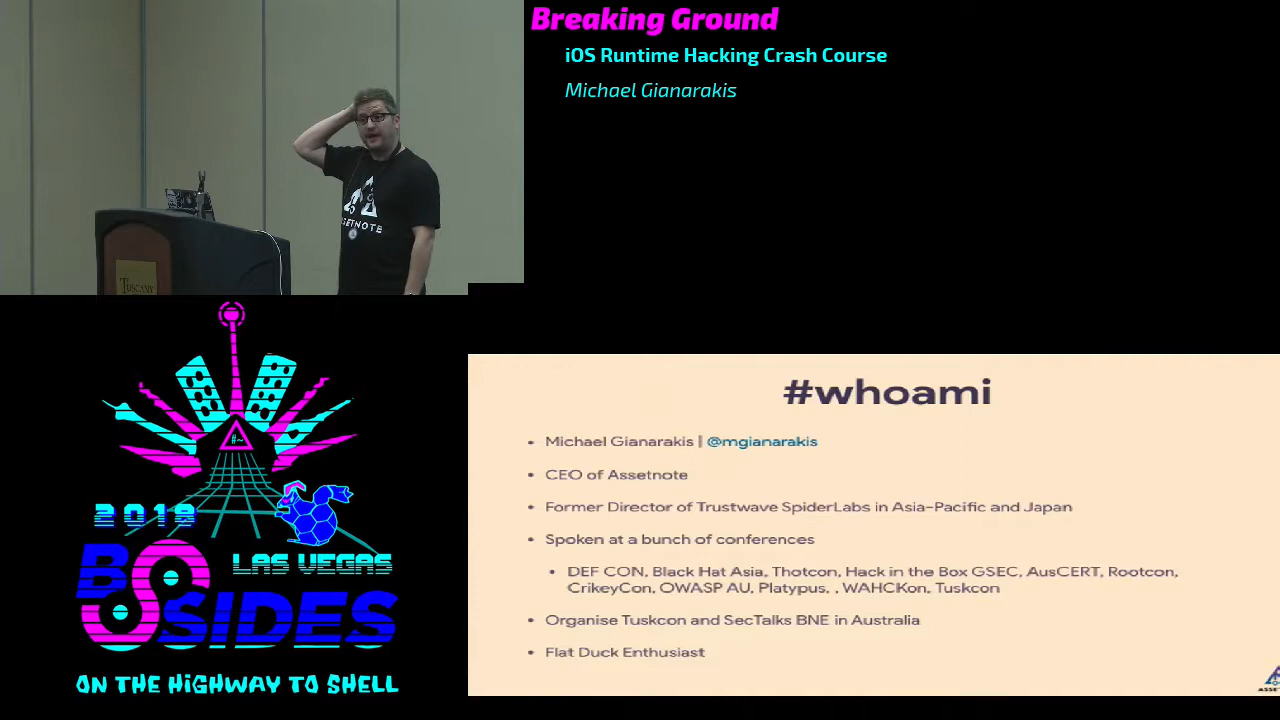 Breaking Ground
iOS Runtime Hacking Crash Course
Michael Gianarakis
TUSCANY
#whoami
• Michael Gianarakis | @mgianarakis
• CEO of Assetnote
• Former Director of Trustwave SpiderLabs in Asia-Pacific and Japan
• Spoken at a bunch of conferences
• DEF CON, Black Hat Asia, Thotcon, Hack in the Box GSEC, AusCERT, Rootcon,
CrikeyCon, OWASP AU, Platypus, , WAHCKon, Tuskcon
• Organise Tuskcon and SecTalks BNE in Australia
• Flat Duck Enthusiast
#~
2019
LAS VEGAS
BSIDES
ON THE HIGHWAY TO SHELL